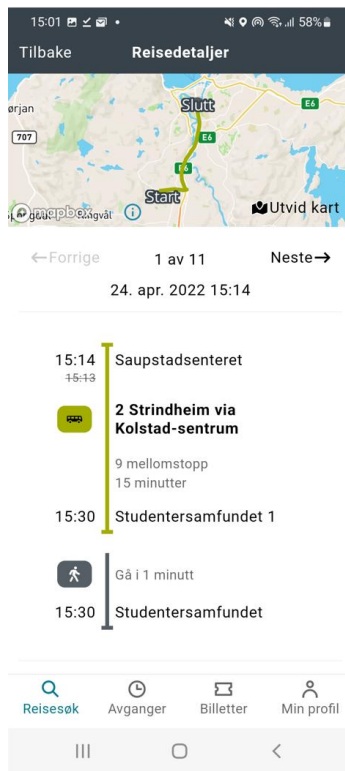 15:01 58%
Tilbake Reisedetaljer
ørjan
Slutt
E6
707
E6
E6
Start
mapbox
Utvid kart
←Forrige 1 av 11 Neste→
24. apr. 2022 15:14
15:14 Saupstadsenteret
15:13
2 Strindheim via
Kolstad-sentrum
9 mellomstopp
15 minutter
15:30 Studentersamfundet 1
Gå i 1 minutt
15:30 Studentersamfundet
Reisesøk Avganger Billetter Min profil